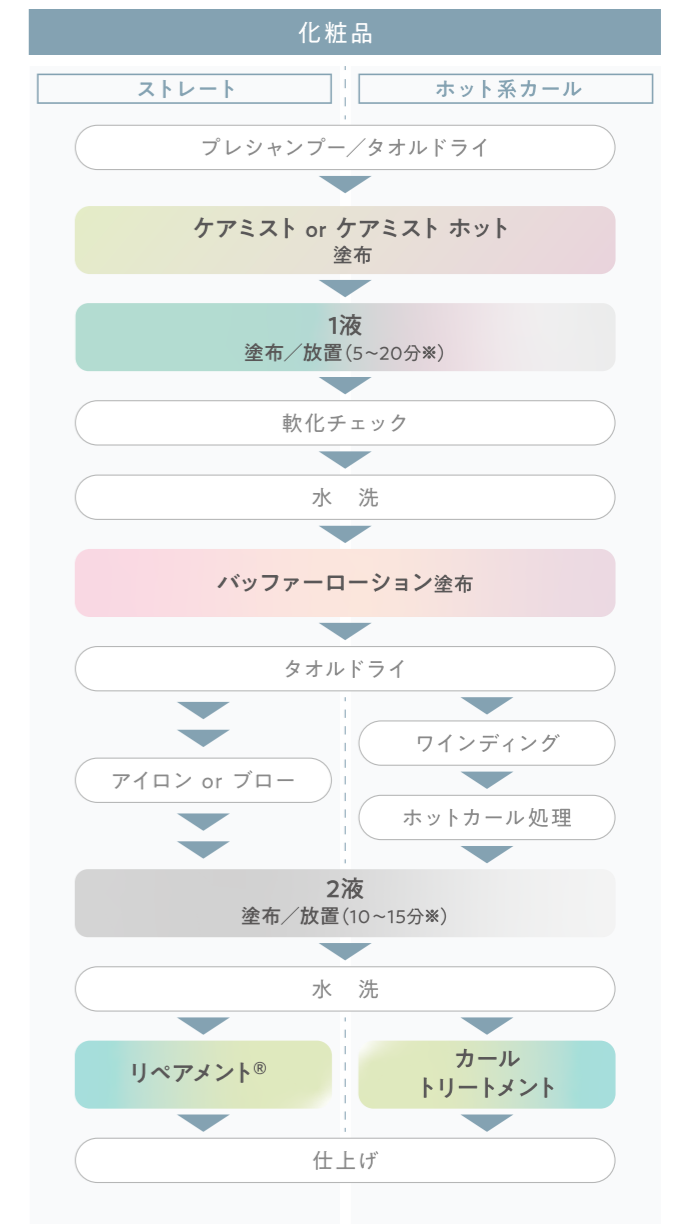 化粧品
ストレート
ホット系カール
プレシャンプー／タオルドライ
ケアミスト or ケアミスト ホット
塗布
1液
塗布／放置(5~20分※)
軟化チェック
水　洗
バッファーローション塗布
タオルドライ
アイロン or ブロー
ワインディング
ホットカール処理
2液
塗布／放置(10~15分※)
水　洗
リペアメント®
カール
トリートメント
仕上げ